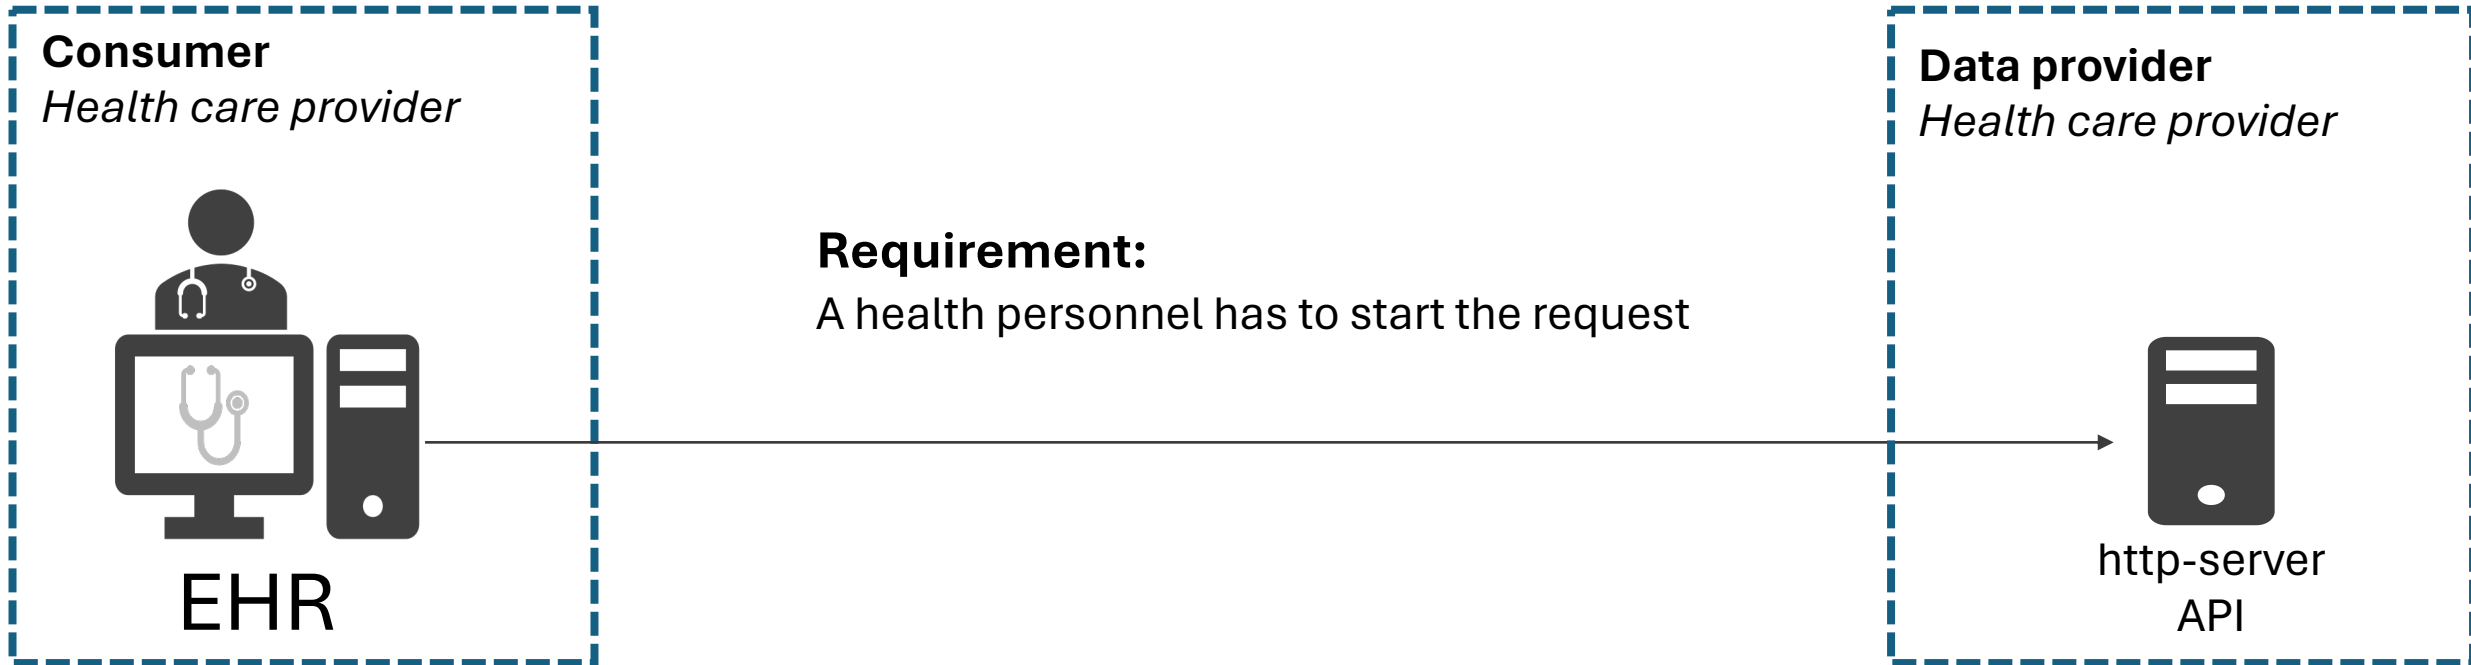 Consumer
Health care provider
EHR
Requirement:
A health personnel has to start the request
Data provider
Health care provider
http-server
API